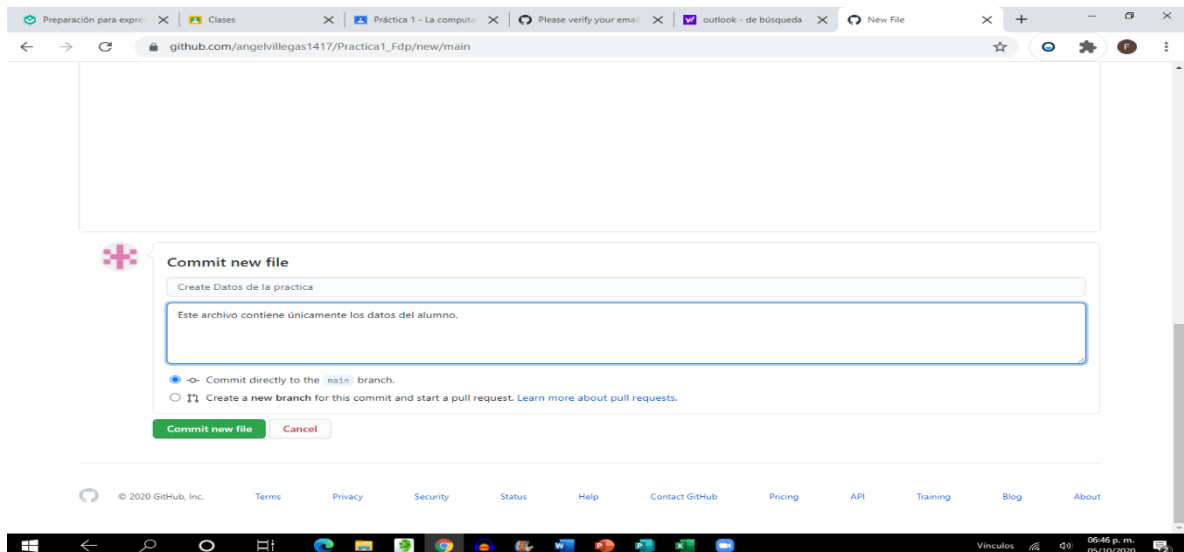 Preparación para expre
Clases
Práctica 1 - La computa
Please verify your email
outlook - de búsqueda
New File
github.com/angelvillegas1417/Practica1_Fdp/new/main
F
Commit new file
Create Datos de la practica
Este archivo contiene únicamente los datos del alumno.
Commit directly to the main branch.
Create a new branch for this commit and start a pull request. Learn more about pull requests.
Commit new file Cancel
© 2020 GitHub, Inc. Terms Privacy Security Status Help Contact GitHub Pricing API Training Blog About
Vínculos
06:46 p. m.
05/10/2020